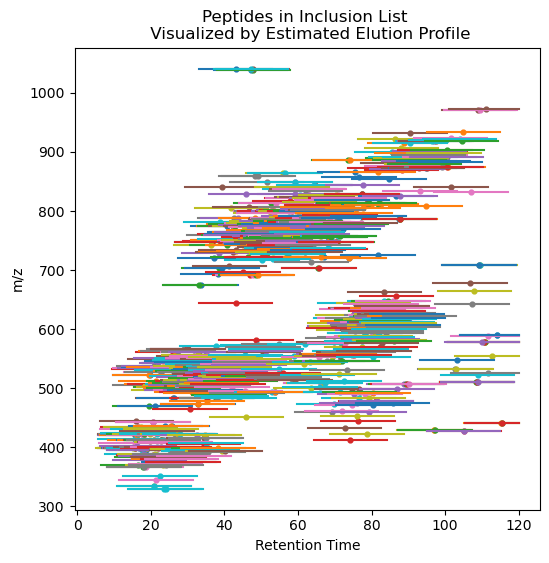 Peptides in Inclusion List
Visualized by Estimated Elution Profile
1000
900
800
700
600
500
400
300
m/z
0 20 40 60 80 100 120
Retention Time